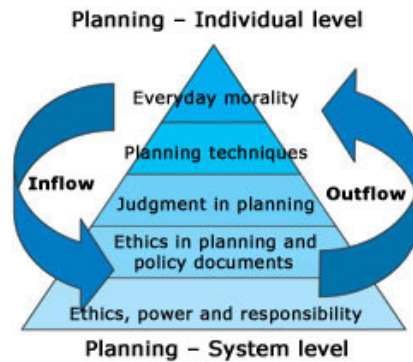 Planning – Individual level
Everyday morality
Planning techniques
Inflow
Judgment in planning
Outflow
Ethics in planning and
policy documents
Ethics, power and responsibility
Planning – System level